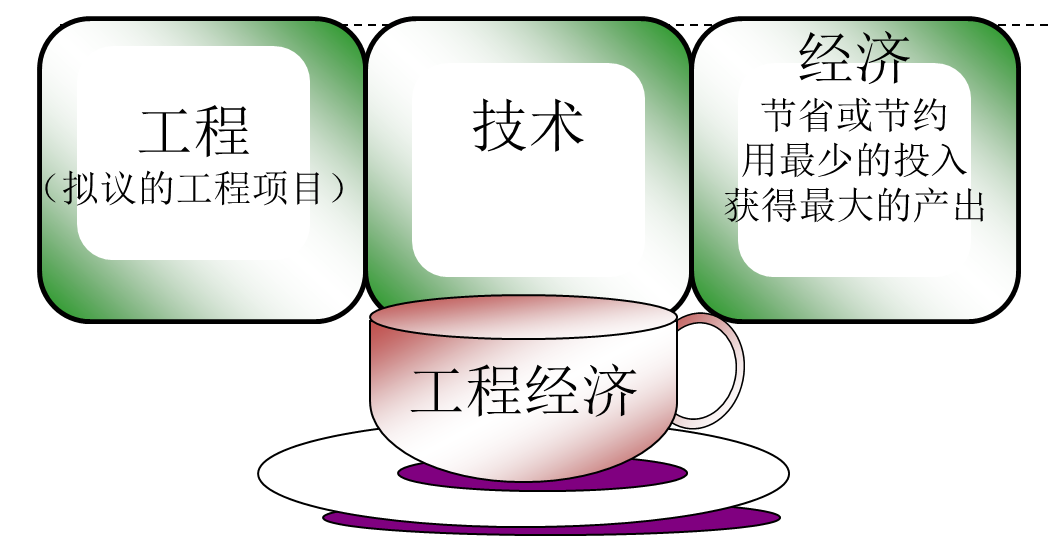 工程
（拟议的工程项目）
技术
经济
节省或节约
用最少的投入
获得最大的产出
工程经济